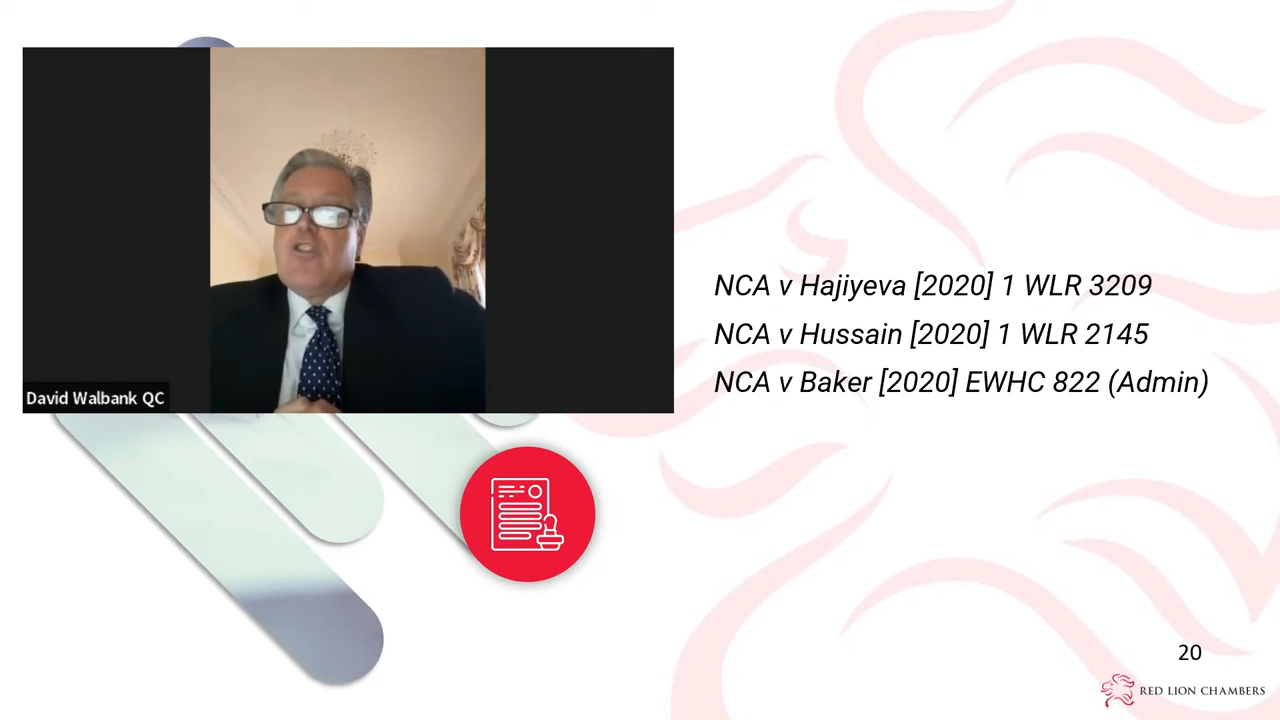 David Walbank QC
NCA v Hajiyeva [2020] 1 WLR 3209
NCA v Hussain [2020] 1 WLR 2145
NCA v Baker [2020] EWHC 822 (Admin)
20
RED LION CHAMBERS